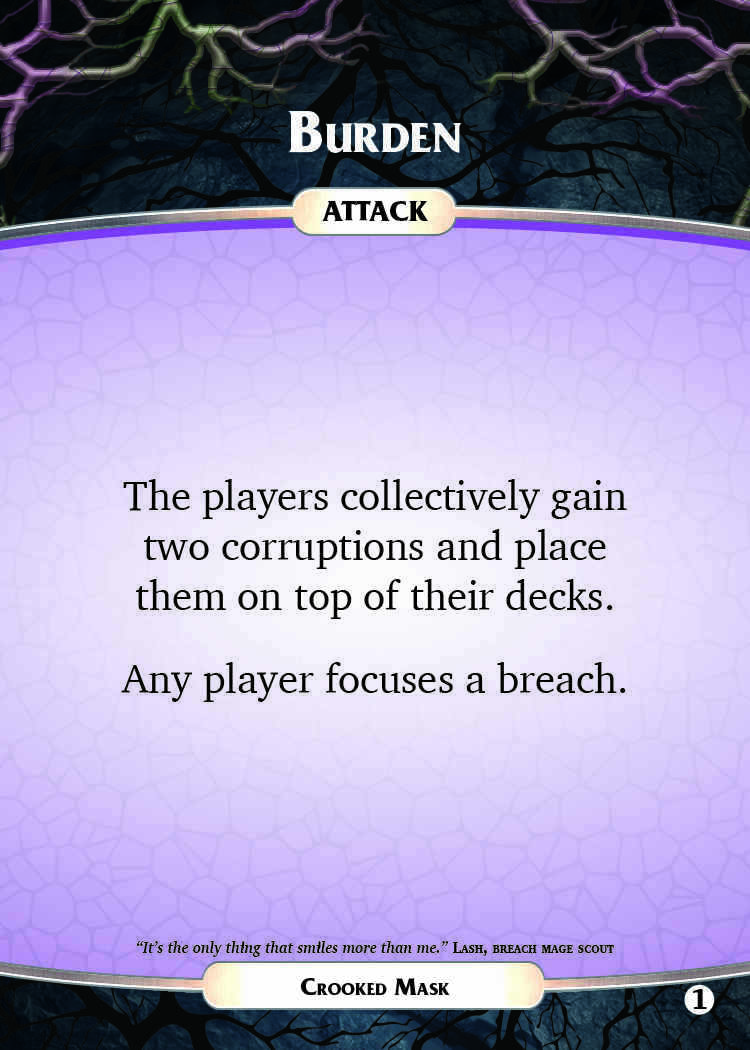 Burden
ATTACK
The players collectively gain
two corruptions and place
them on top of their decks.
Any player focuses a breach.
“It’s the only thing that smiles more than me.” Lash, breach mage scout
Crooked Mask
1